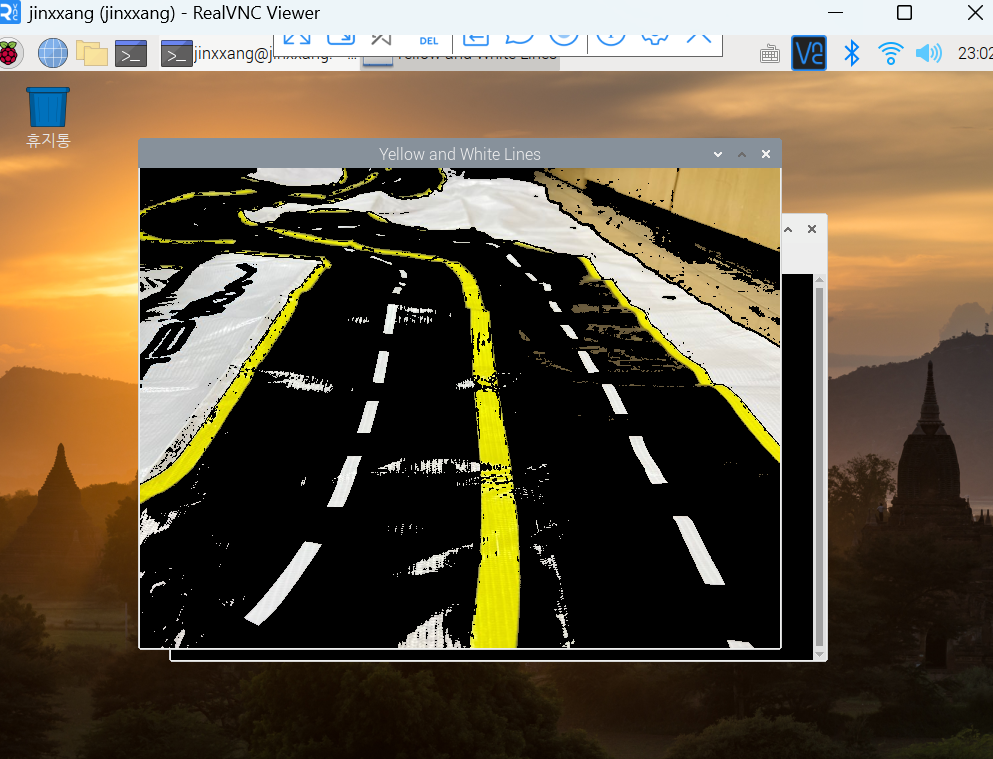 jinxxang (jinxxang) - RealVNC Viewer
DEL
jinxxang@ji
Yellow and White Lines
23:02
휴지통
Yellow and White Lines